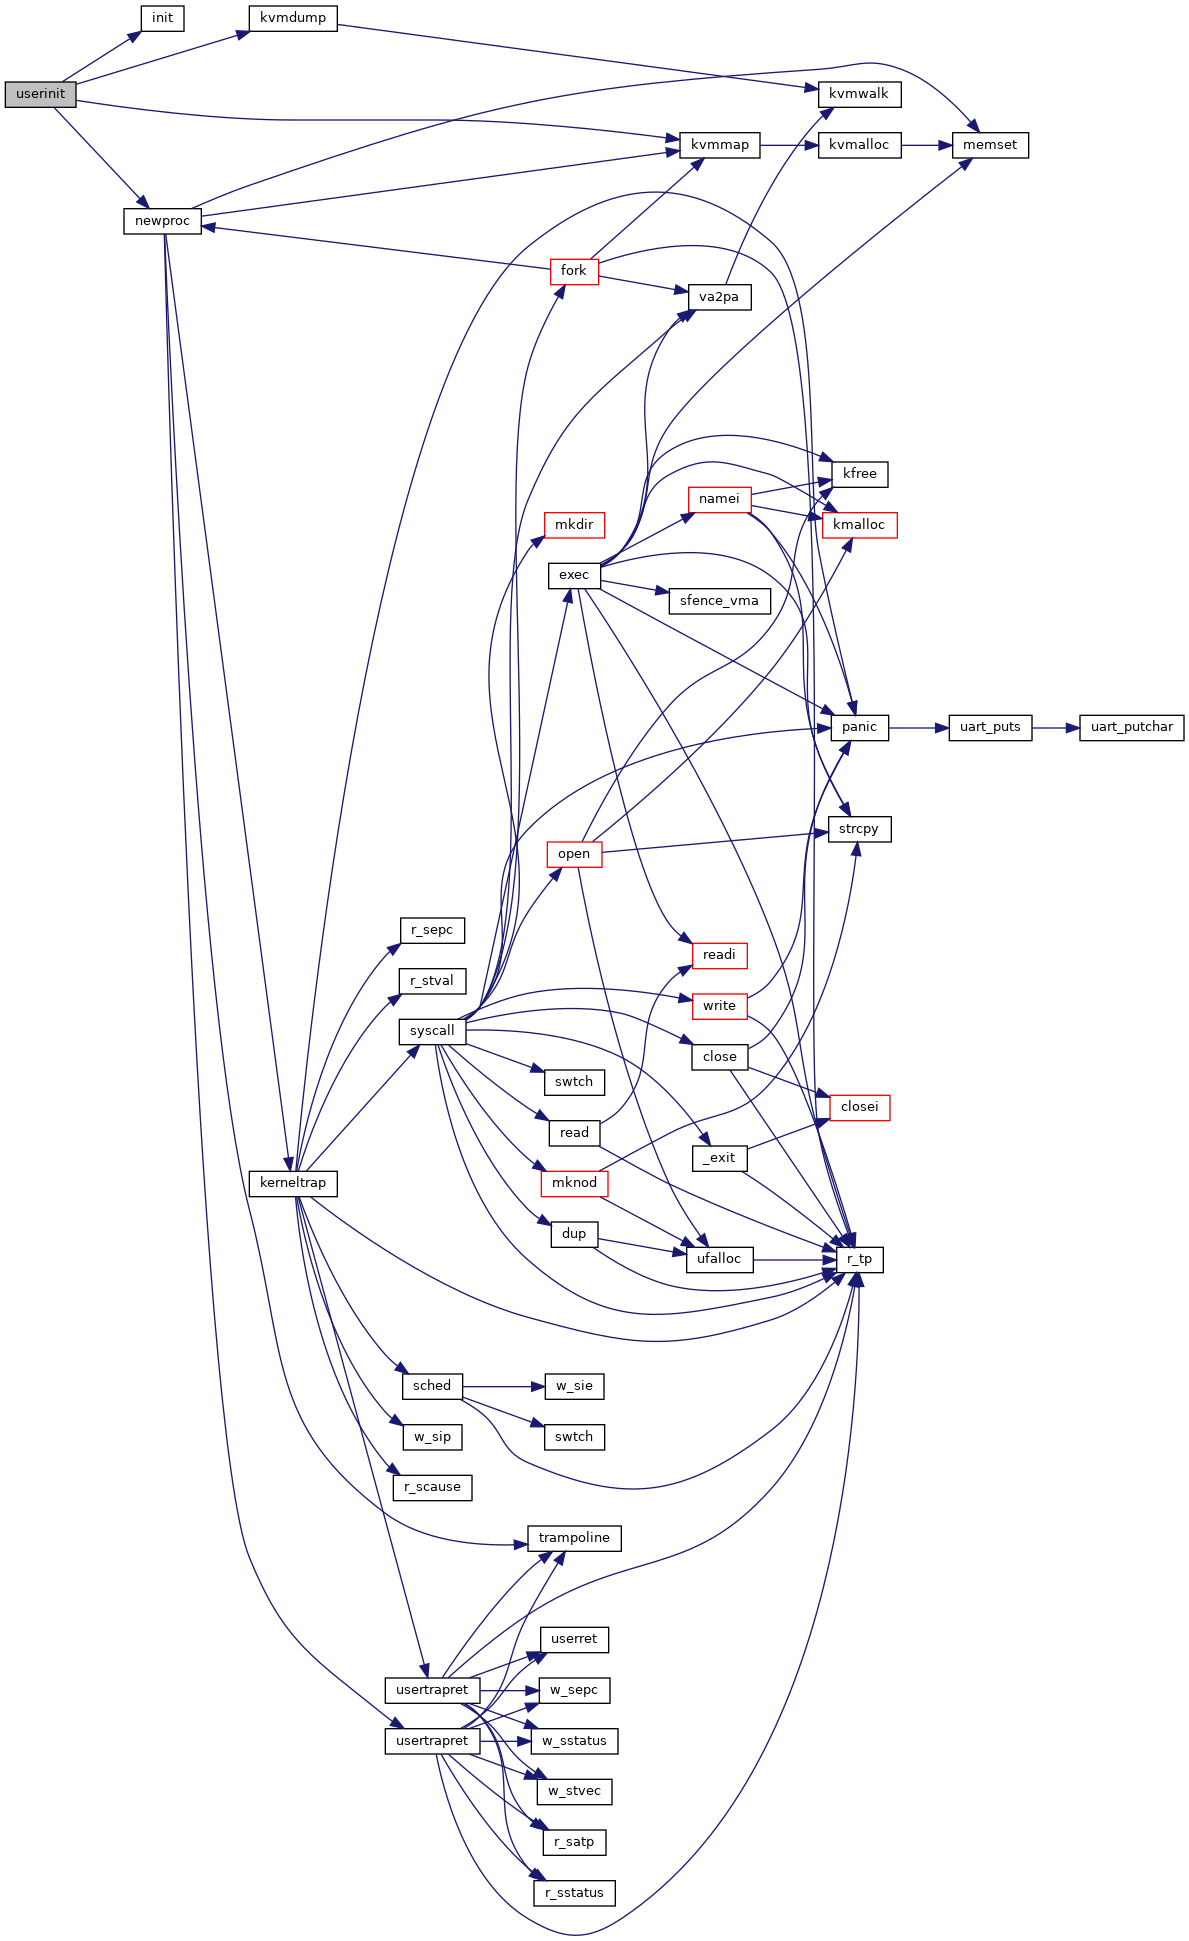 init
kvmdump
userinit
kvmwalk
kvmmap
kvmalloc
memset
newproc
fork
va2pa
kfree
namei
mkdir
kmalloc
exec
sfence_vma
panic
uart_puts
uart_putchar
strcpy
open
r_sepc
readi
r_stval
write
syscall
close
swtch
closei
read
_exit
kerneltrap
mknod
dup
ufalloc
r_tp
sched
w_sie
w_sip
swtch
r_scause
trampoline
userret
usertrapret
w_sepc
usertrapret
w_sstatus
w_stvec
r_satp
r_sstatus